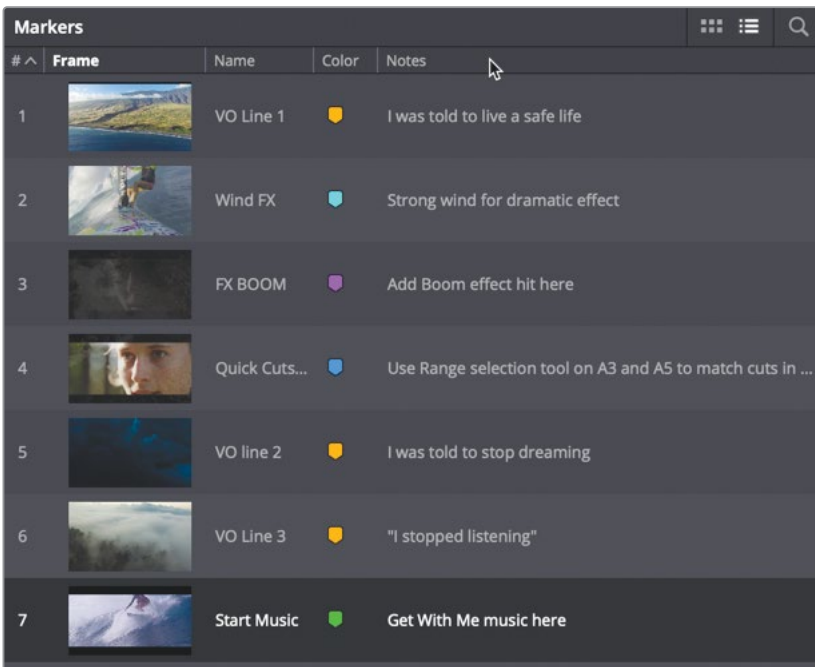 Markers
# Frame Name Color Notes
1 VO Line 1 I was told to live a safe life
2 Wind FX Strong wind for dramatic effect
3 FX BOOM Add Boom effect hit here
4 Quick Cuts... Use Range selection tool on A3 and A5 to match cuts in ...
5 VO line 2 I was told to stop dreaming
6 VO Line 3 "I stopped listening"
7 Start Music Get With Me music here